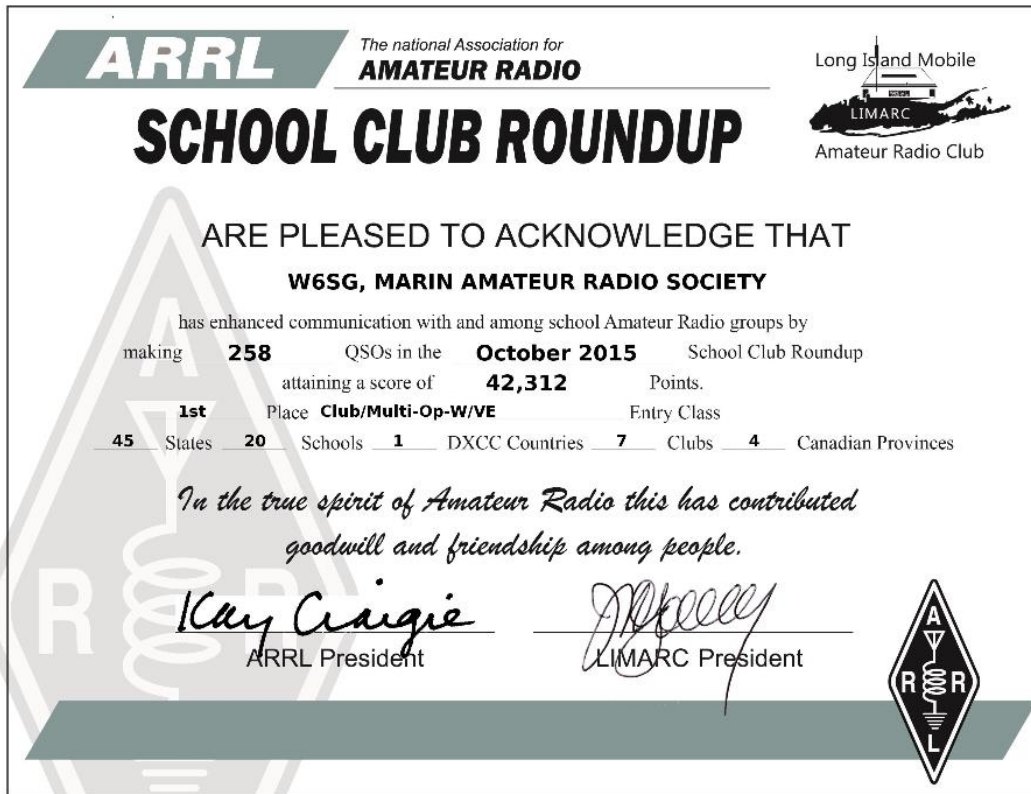 ARRL
The national Association for
AMATEUR RADIO
Long Island Mobile
LIMARC
Amateur Radio Club
SCHOOL CLUB ROUNDUP
ARE PLEASED TO ACKNOWLEDGE THAT
W6SG, MARIN AMATEUR RADIO SOCIETY
has enhanced communication with and among school Amateur Radio groups by
making 258 QSOs in the October 2015 School Club Roundup
attaining a score of 42,312 Points.
1st Place Club/Multi-Op-W/VE Entry Class
45 States 20 Schools 1 DXCC Countries 7 Clubs 4 Canadian Provinces
In the true spirit of Amateur Radio this has contributed
goodwill and friendship among people.
Kay Craigie
ARRL President
LIMARC President
A
R R
L
A
R R